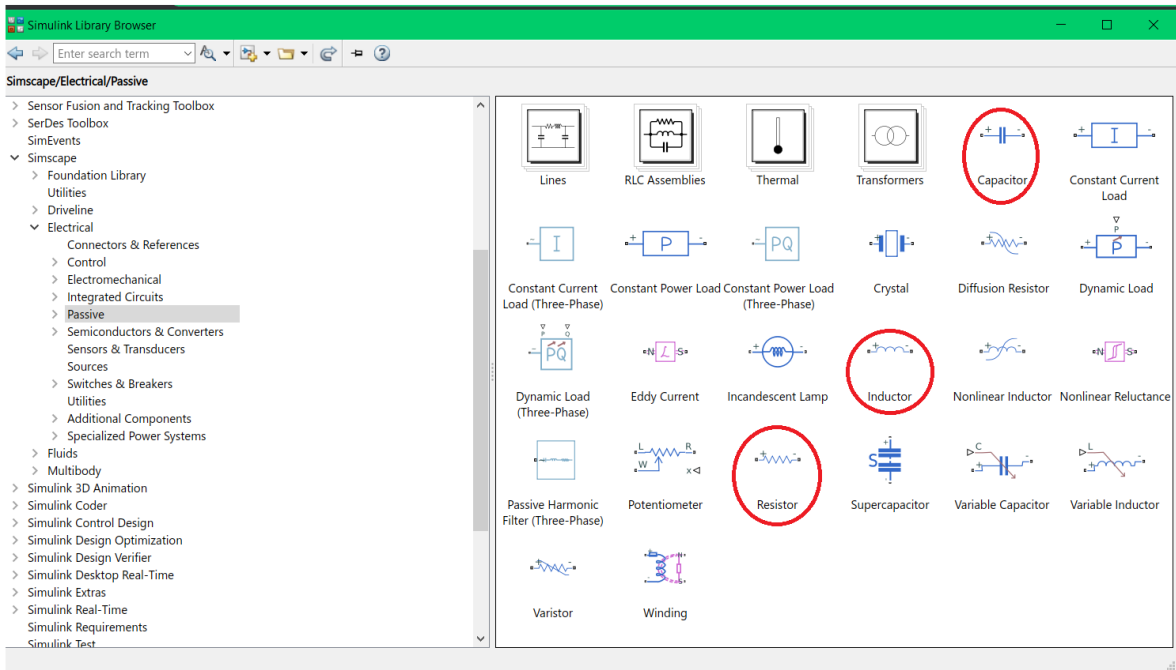 Simulink Library Browser
Enter search term
Simscape/Electrical/Passive
Sensor Fusion and Tracking Toolbox
SerDes Toolbox
SimEvents
Simscape
Foundation Library
Utilities
Driveline
Electrical
Connectors & References
Control
Electromechanical
Integrated Circuits
Passive
Semiconductors & Converters
Sensors & Transducers
Sources
Switches & Breakers
Utilities
Additional Components
Specialized Power Systems
Fluids
Multibody
Simulink 3D Animation
Simulink Coder
Simulink Control Design
Simulink Design Optimization
Simulink Design Verifier
Simulink Desktop Real-Time
Simulink Extras
Simulink Real-Time
Simulink Requirements
Simulink Test
I
Lines
RLC Assemblies
Thermal
Transformers
Capacitor
Constant Current
Load
I
P
PQ
P
P
Constant Current
Load (Three-Phase)
Constant Power Load
Constant Power Load
(Three-Phase)
Crystal
Diffusion Resistor
Dynamic Load
P Q
PQ
N L S
N S
Dynamic Load
(Three-Phase)
Eddy Current
Incandescent Lamp
Inductor
Nonlinear Inductor
Nonlinear Reluctance
L R
W x
S
C
L
Passive Harmonic
Filter (Three-Phase)
Potentiometer
Resistor
Supercapacitor
Variable Capacitor
Variable Inductor
N
S
Varistor
Winding